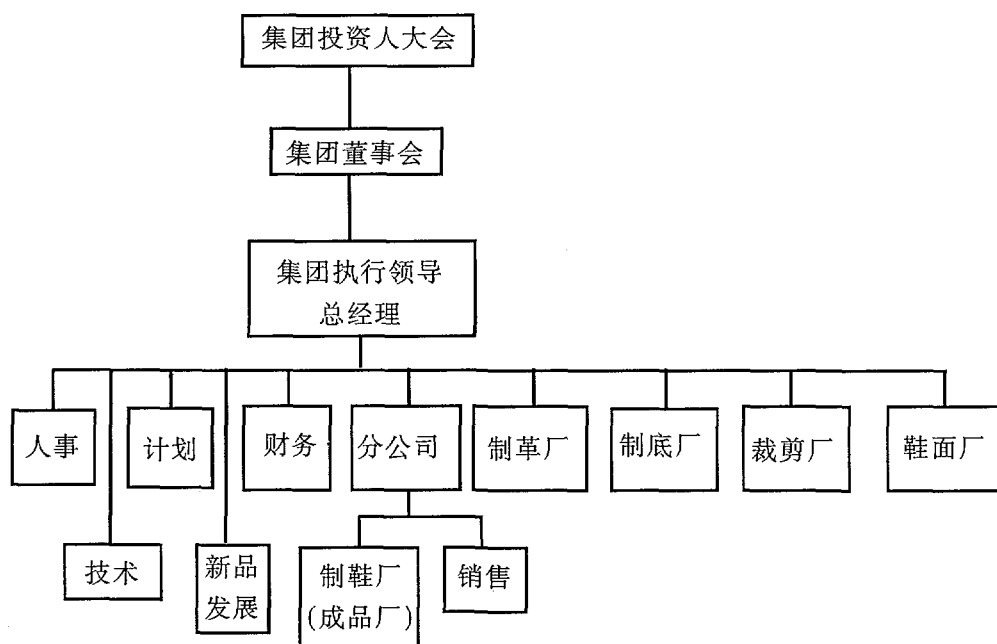 集团投资人大会
集团董事会
集团执行领导
总经理
人事
计划
财务
分公司
制革厂
制底厂
裁剪厂
鞋面厂
技术
新品
发展
制鞋厂
(成品厂)
销售